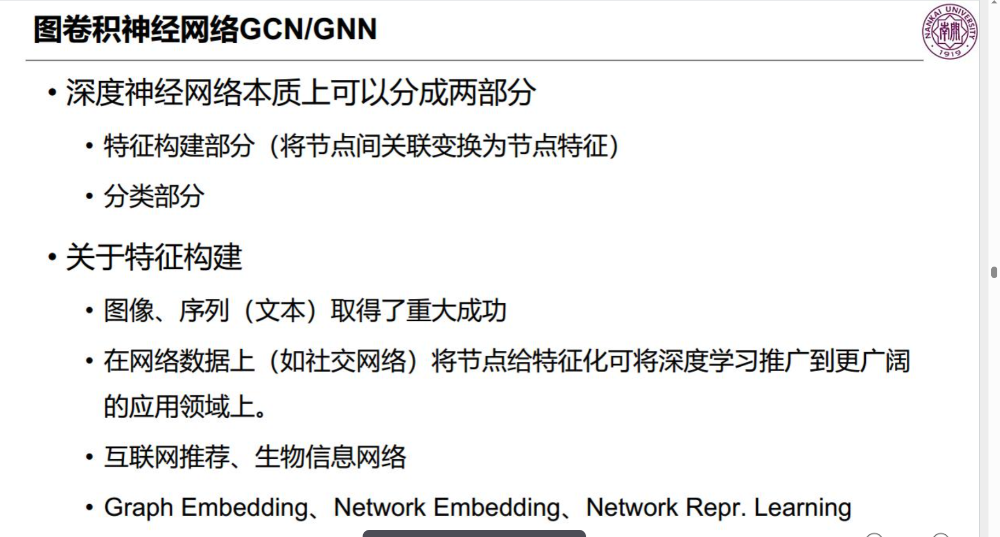 图卷积神经网络GCN/GNN
NANKAI UNIVERSITY
南開
1919
• 深度神经网络本质上可以分成两部分
• 特征构建部分（将节点间关联变换为节点特征）
• 分类部分
• 关于特征构建
• 图像、序列（文本）取得了重大成功
• 在网络数据上（如社交网络）将节点给特征化可将深度学习推广到更广阔
的应用领域上。
• 互联网推荐、生物信息网络
• Graph Embedding、Network Embedding、Network Repr. Learning